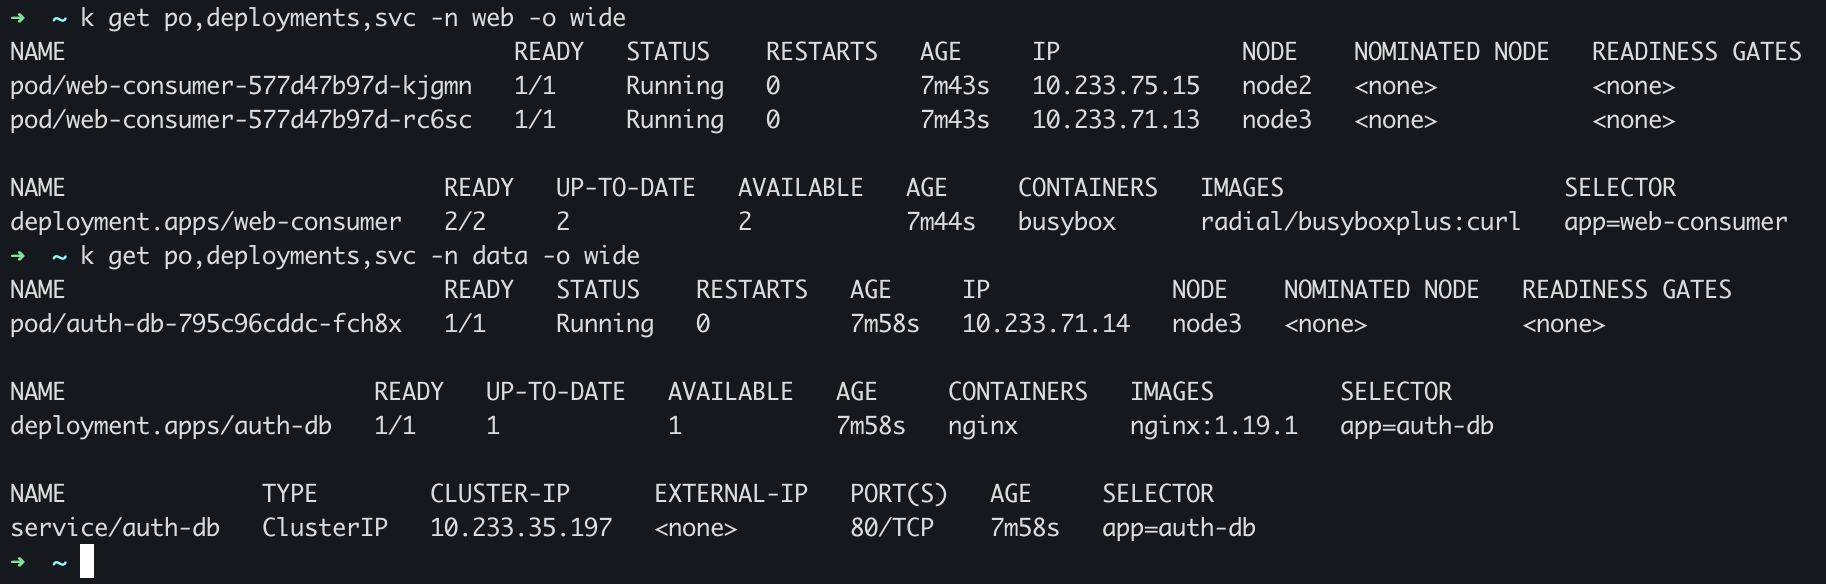 ➜  ~ k get po,deployments,svc -n web -o wide
NAME                                READY   STATUS    RESTARTS   AGE     IP             NODE    NOMINATED NODE   READINESS GATES
pod/web-consumer-577d47b97d-kjgmn   1/1     Running   0          7m43s   10.233.75.15   node2   <none>           <none>
pod/web-consumer-577d47b97d-rc6sc   1/1     Running   0          7m43s   10.233.71.13   node3   <none>           <none>

NAME                           READY   UP-TO-DATE   AVAILABLE   AGE     CONTAINERS   IMAGES                    SELECTOR
deployment.apps/web-consumer   2/2     2            2           7m44s   busybox      radial/busyboxplus:curl   app=web-consumer
➜  ~ k get po,deployments,svc -n data -o wide
NAME                           READY   STATUS    RESTARTS   AGE     IP             NODE    NOMINATED NODE   READINESS GATES
pod/auth-db-795c96cddc-fch8x   1/1     Running   0          7m58s   10.233.71.14   node3   <none>           <none>

NAME                      READY   UP-TO-DATE   AVAILABLE   AGE     CONTAINERS   IMAGES         SELECTOR
deployment.apps/auth-db   1/1     1            1           7m58s   nginx        nginx:1.19.1   app=auth-db

NAME              TYPE        CLUSTER-IP      EXTERNAL-IP   PORT(S)   AGE     SELECTOR
service/auth-db   ClusterIP   10.233.35.197   <none>        80/TCP    7m58s   app=auth-db
➜  ~